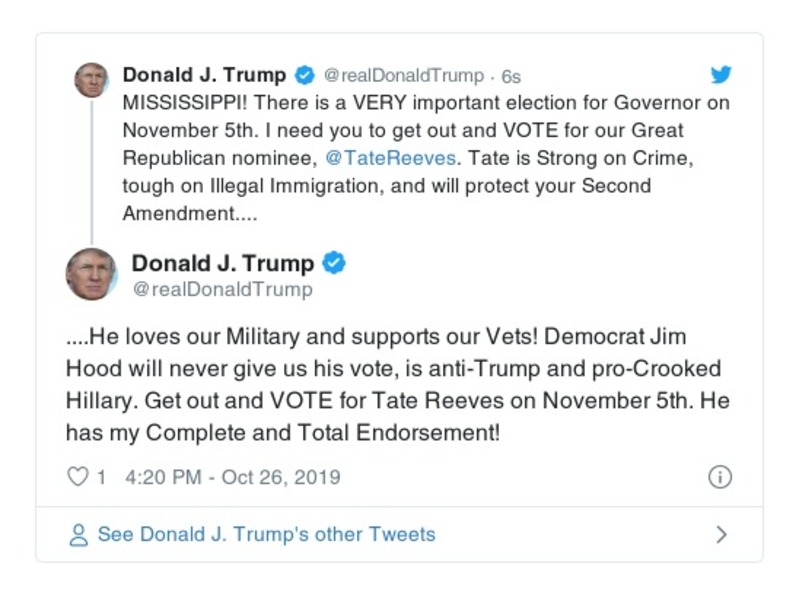 Donald J. Trump @realDonaldTrump · 6s
MISSISSIPPI! There is a VERY important election for Governor on
November 5th. I need you to get out and VOTE for our Great
Republican nominee, @TateReeves. Tate is Strong on Crime,
tough on Illegal Immigration, and will protect your Second
Amendment....
Donald J. Trump
@realDonaldTrump
....He loves our Military and supports our Vets! Democrat Jim
Hood will never give us his vote, is anti-Trump and pro-Crooked
Hillary. Get out and VOTE for Tate Reeves on November 5th. He
has my Complete and Total Endorsement!
1 4:20 PM - Oct 26, 2019
See Donald J. Trump's other Tweets